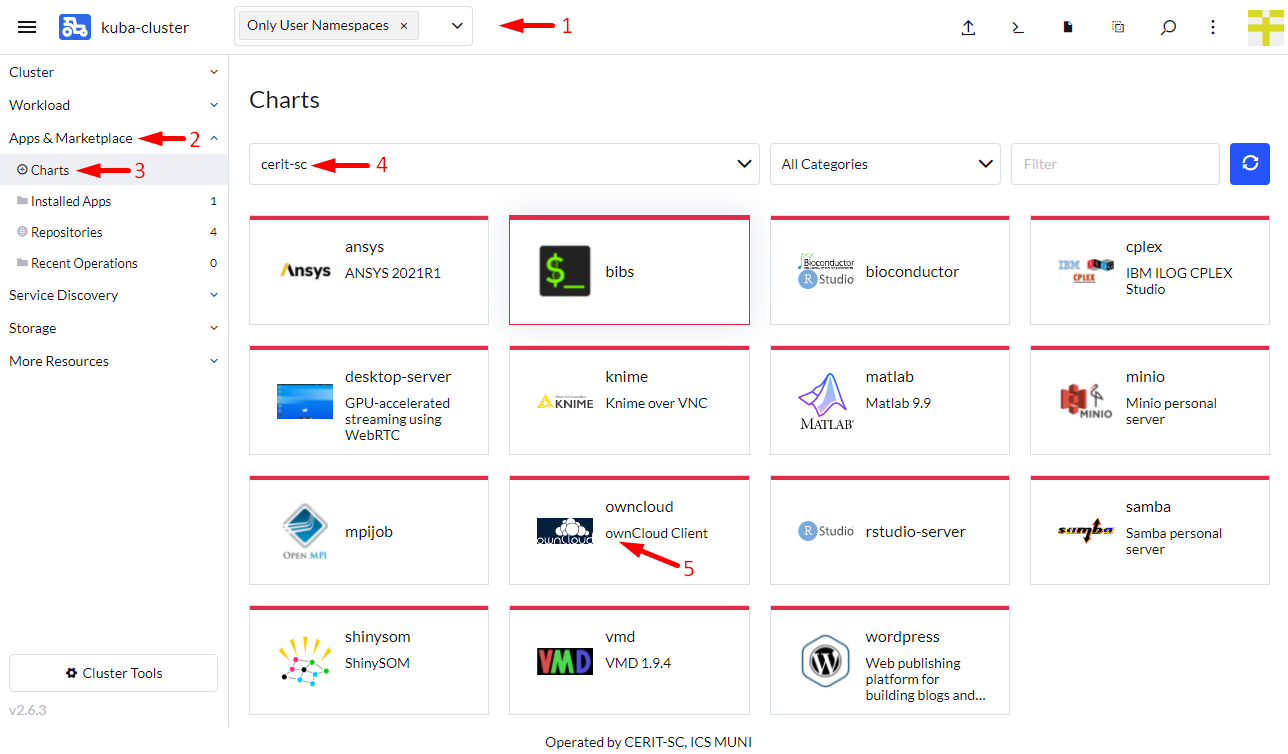 kuba-cluster
Only User Namespaces ×
1
Cluster
Workload
Apps & Marketplace
2
Charts
3
Installed Apps 1
Repositories 4
Recent Operations 0
Service Discovery
Storage
More Resources
Cluster Tools
v2.6.3
Charts
cerit-sc
4
All Categories
Filter
Ansys
ansys
ANSYS 2021R1
$_
bibs
Bioconductor
R Studio
bioconductor
IBM ILOG
CPLEX
cplex
IBM ILOG CPLEX
Studio
desktop-server
GPU-accelerated
streaming using
WebRTC
KNIME
knime
Knime over VNC
MATLAB
matlab
Matlab 9.9
MINIO
minio
Minio personal
server
OPEN MPI
mpijob
ownCloud
owncloud
ownCloud Client
5
R Studio
rstudio-server
samba
samba
Samba personal
server
shinysom
ShinySOM
VMD
vmd
VMD 1.9.4
W
wordpress
Web publishing
platform for
building blogs and...
Operated by CERIT-SC, ICS MUNI